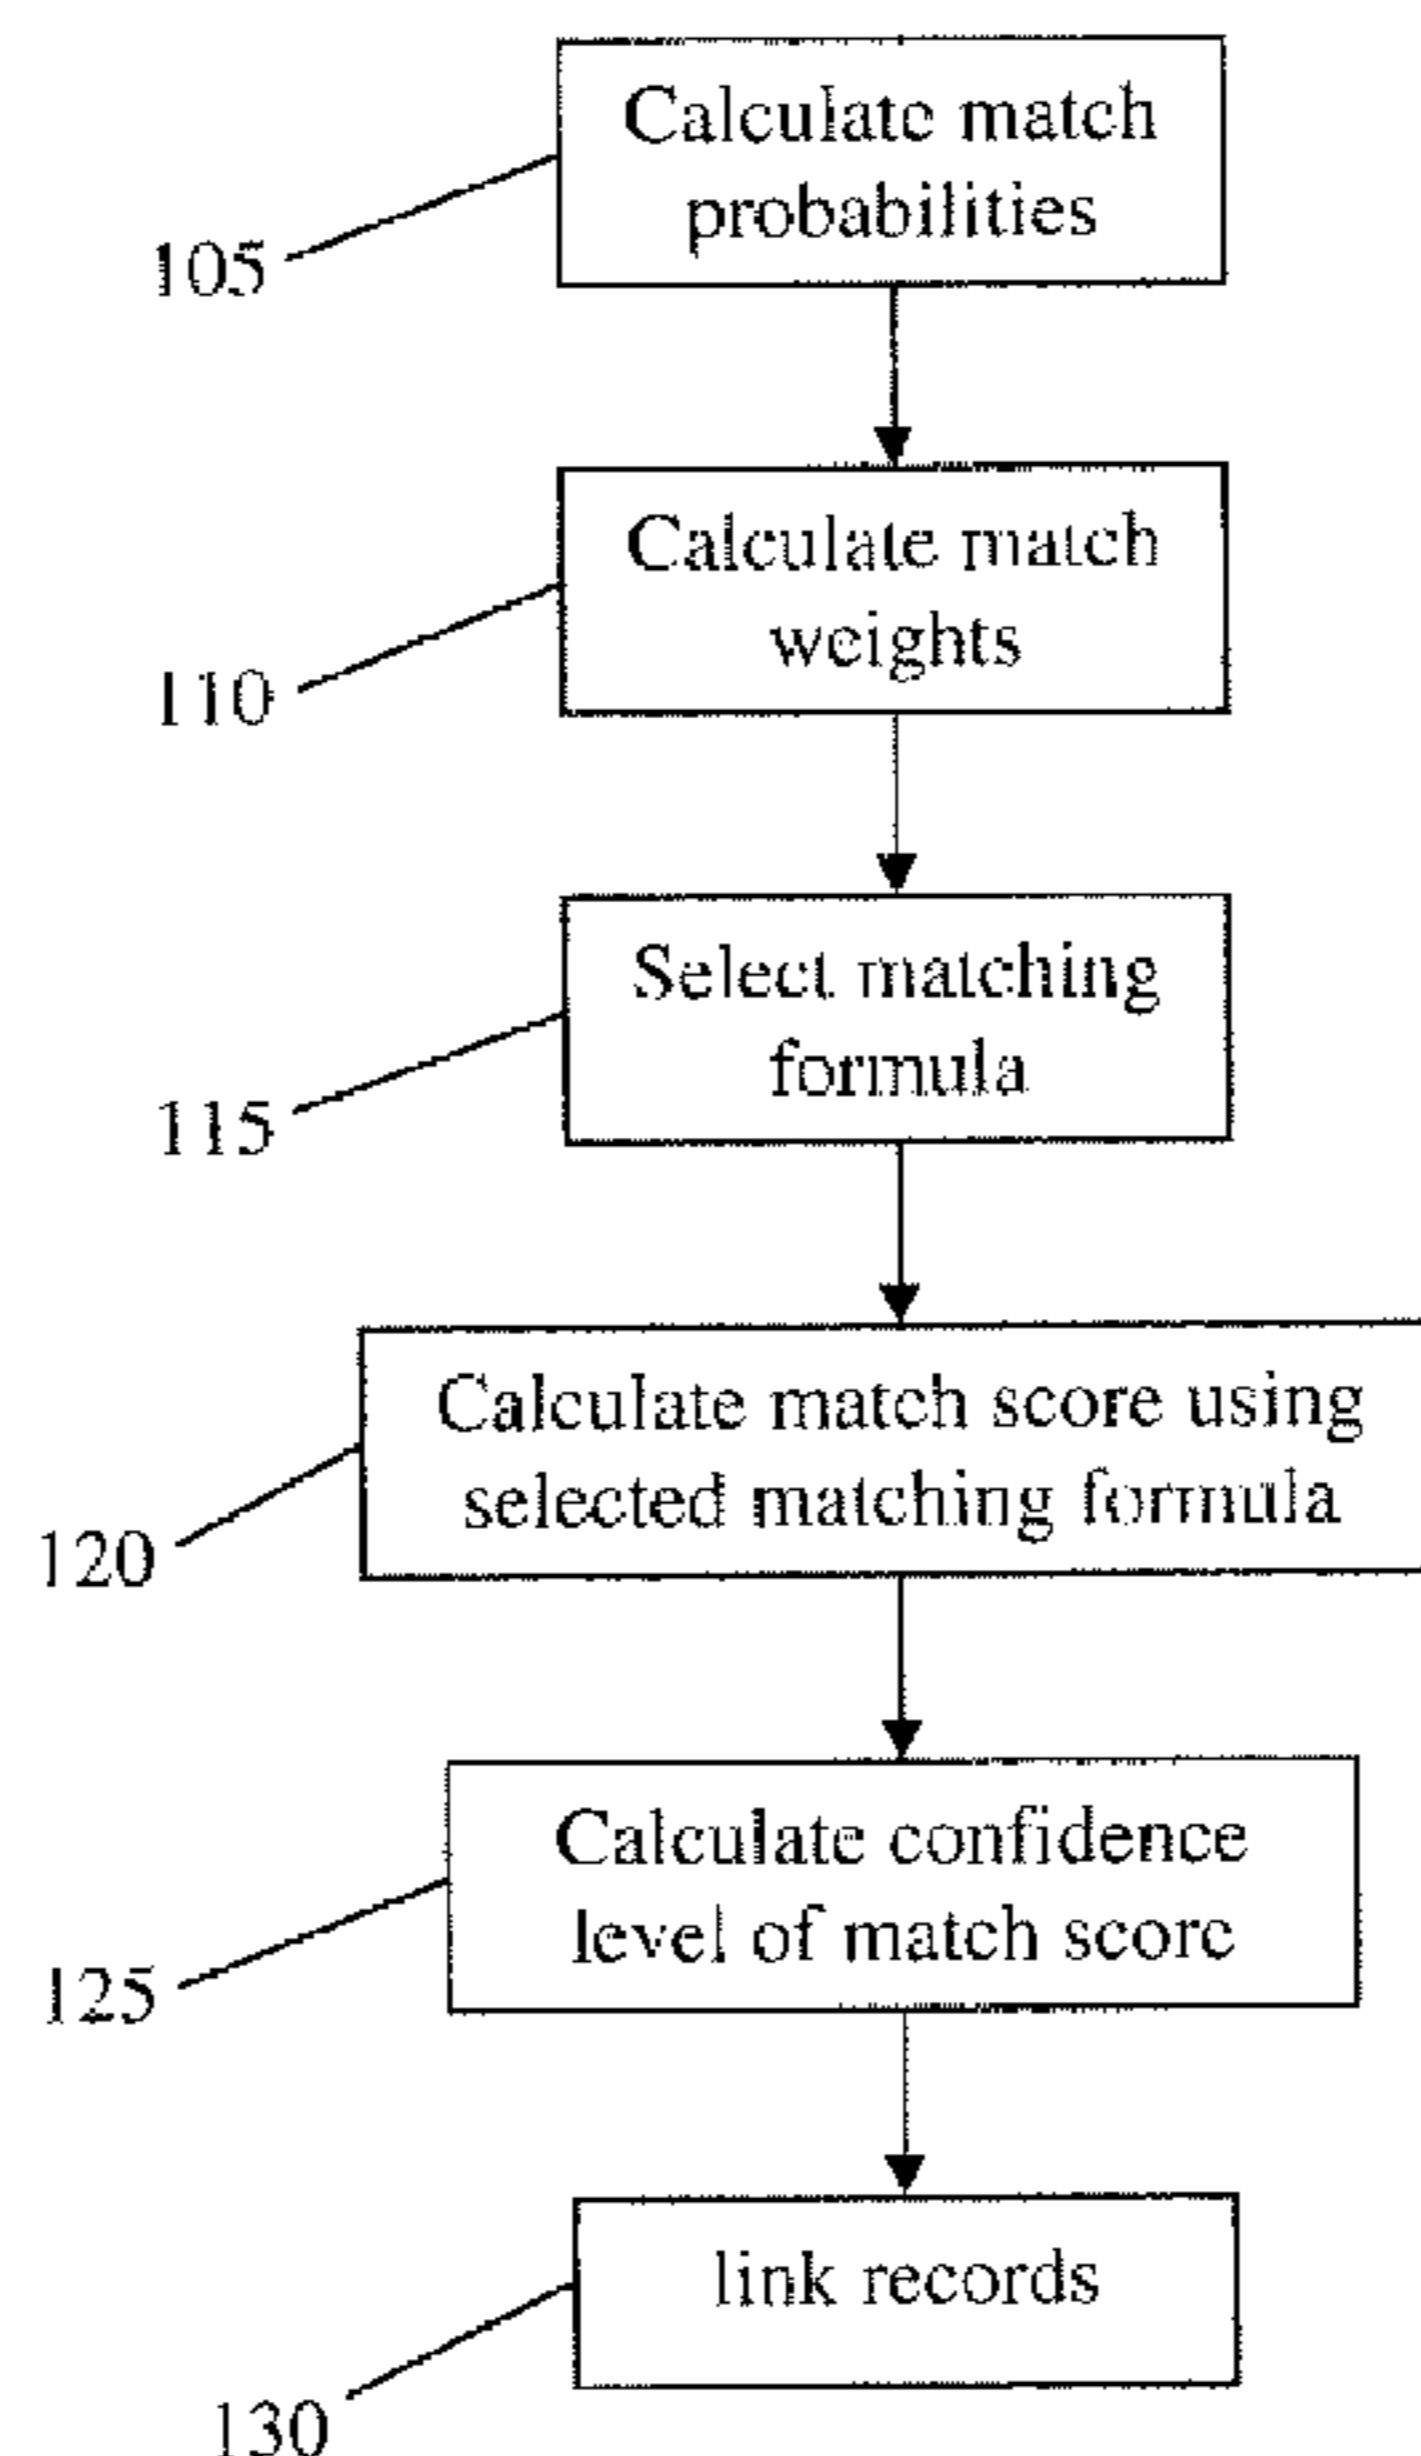 Calculate match
probabilities
105
Calculate match
weights
110
Select matching
formula
115
Calculate match score using
selected matching formula
120
Calculate confidence
level of match score
125
link records
130